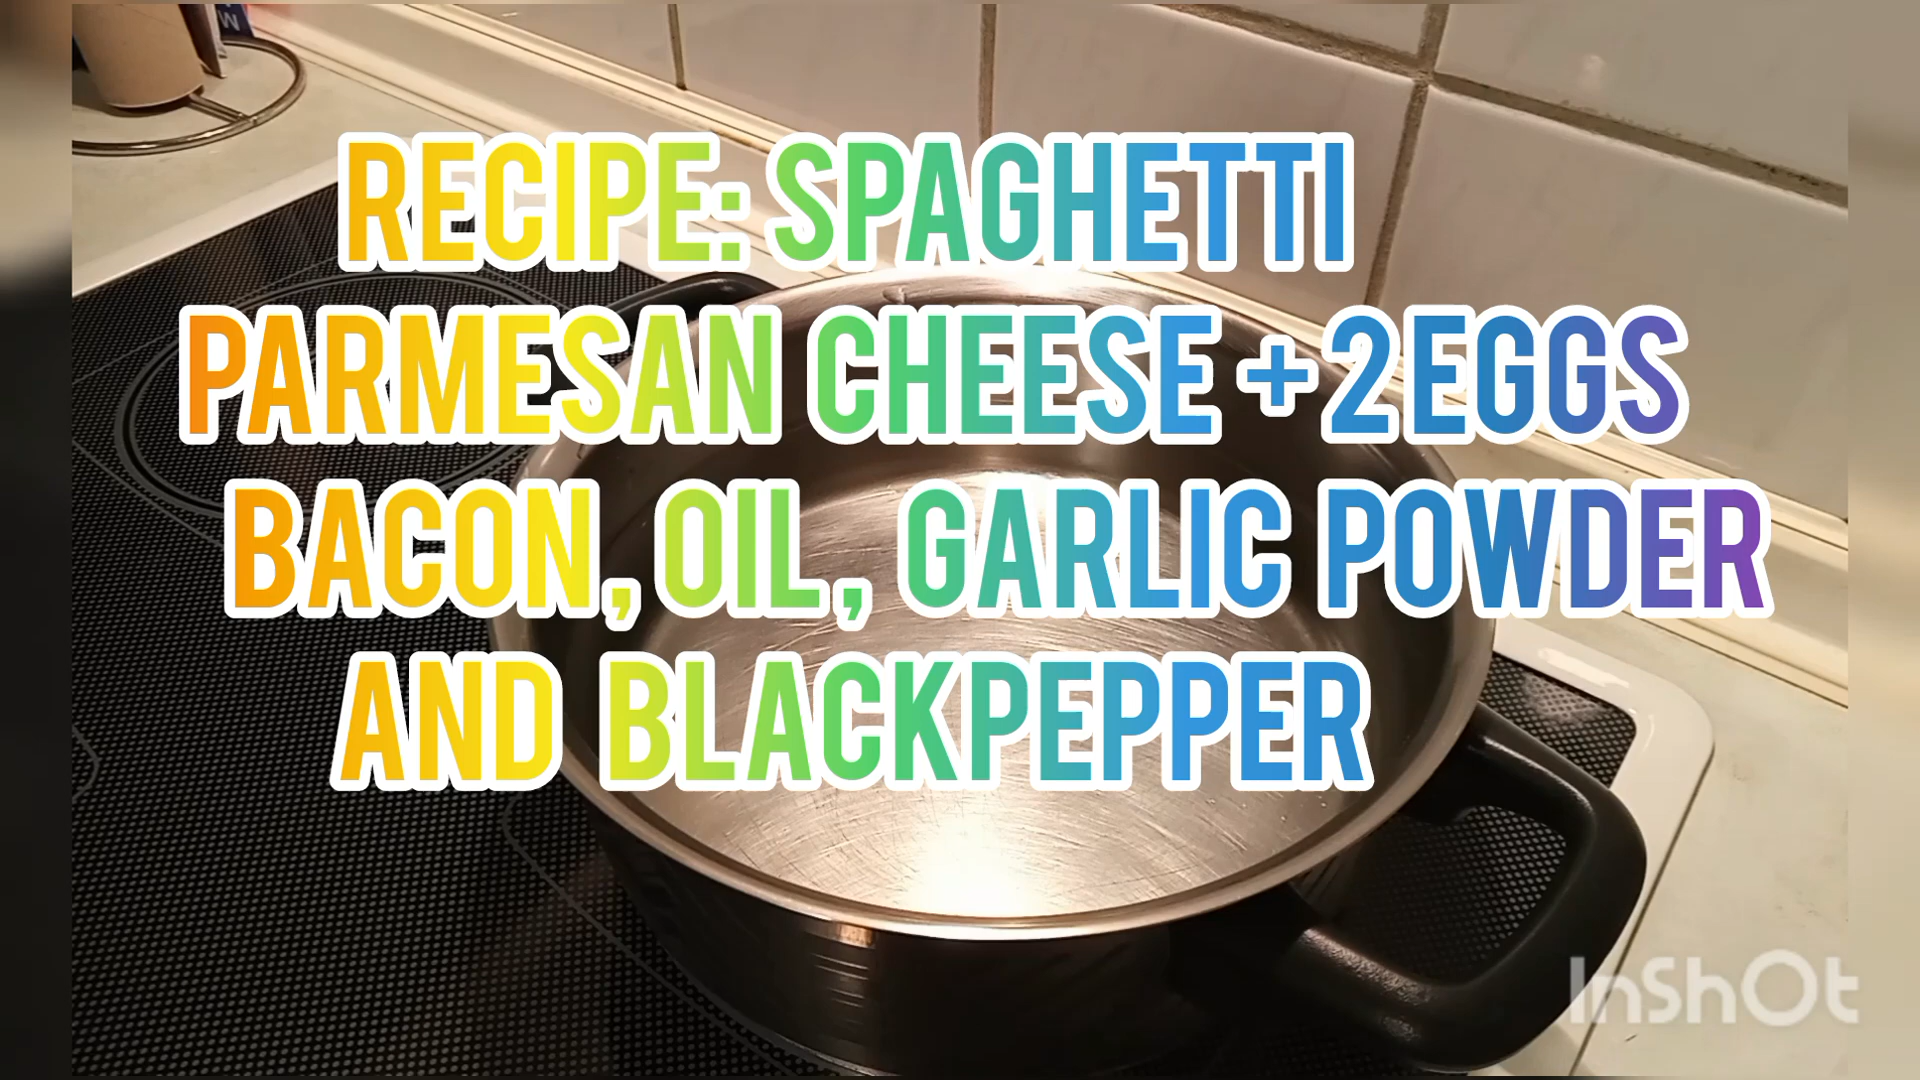 RECIPE: SPAGHETTI
PARMESAN CHEESE + 2 EGGS
BACON, OIL, GARLIC POWDER
AND BLACKPEPPER
InShOt